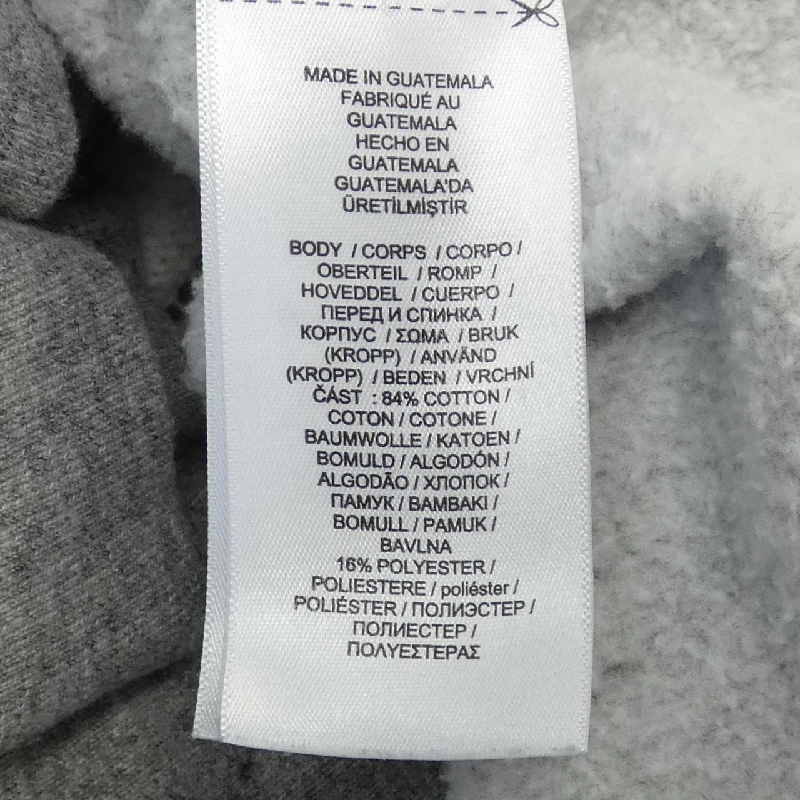 MADE IN GUATEMALA
FABRIQUÉ AU
GUATEMALA
HECHO EN
GUATEMALA
GUATEMALA'DA
ÜRETİLMİŞTİR
BODY / CORPS / CORPO /
OBERTEIL / ROMP /
HOVEDDEL / CUERPO /
ПЕРЕД И СПИНКА /
КОРПУС / ΣΩΜΑ / BRUK
(KROPP) / ANVÄND
(KROPP) / BEDEN / VRCHNÍ
ČÁST : 84% COTTON /
COTON / COTONE /
BAUMWOLLE / KATOEN /
BOMULD / ALGODÓN /
ALGODÃO / ХЛОПОК /
ПАМУК / ΒΑΜΒΑΚΙ /
BOMULL / PAMUK /
BAVLNA
16% POLYESTER /
POLIESTERE / poliéster /
POLIÉSTER / ПОЛИЭСТЕР /
ПОЛИЕСТЕР /
ΠΟΛΥΕΣΤΕΡΑΣ